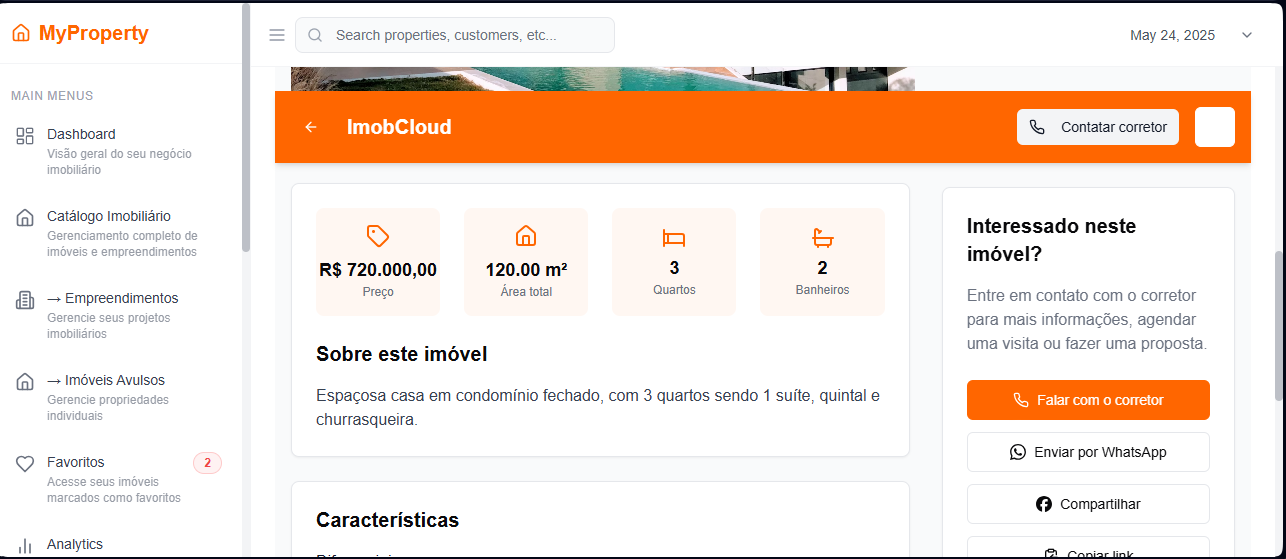 MyProperty
Search properties, customers, etc...
May 24, 2025
MAIN MENUS
Dashboard
Visão geral do seu negócio
imobiliário
Catálogo Imobiliário
Gerenciamento completo de
imóveis e empreendimentos
→ Empreendimentos
Gerencie seus projetos
imobiliários
→ Imóveis Avulsos
Gerencie propriedades
individuais
Favoritos
2
Acesse seus imóveis
marcados como favoritos
Analytics
ImobCloud
Contatar corretor
R$ 720.000,00
Preço
120.00 m²
Área total
3
Quartos
2
Banheiros
Sobre este imóvel
Espaçosa casa em condomínio fechado, com 3 quartos sendo 1 suíte, quintal e
churrasqueira.
Características
Interessado neste
imóvel?
Entre em contato com o corretor
para mais informações, agendar
uma visita ou fazer uma proposta.
Falar com o corretor
Enviar por WhatsApp
Compartilhar
Copiar link